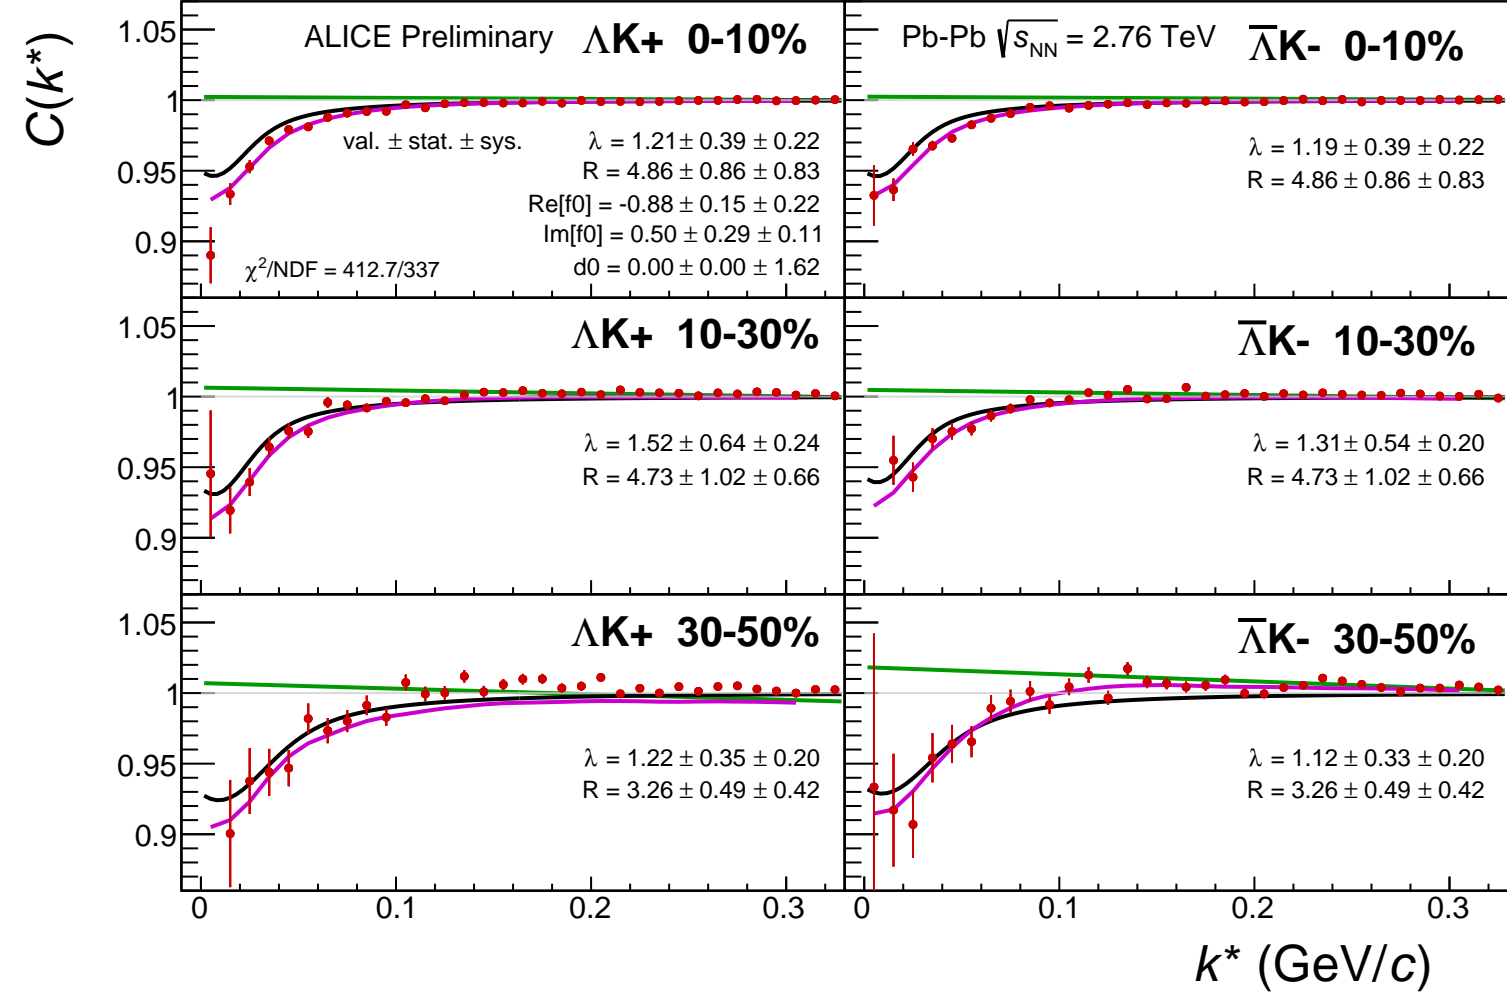 C(k*)
ALICE Preliminary ΛK+ 0-10%
1.05
1
0.95
0.9
val. ± stat. ± sys.
λ = 1.21 ± 0.39 ± 0.22
R = 4.86 ± 0.86 ± 0.83
Re[f0] = -0.88 ± 0.15 ± 0.22
Im[f0] = 0.50 ± 0.29 ± 0.11
d0 = 0.00 ± 0.00 ± 1.62
χ²/NDF = 412.7/337
Pb-Pb √s_NN = 2.76 TeV Λ̅K- 0-10%
λ = 1.19 ± 0.39 ± 0.22
R = 4.86 ± 0.86 ± 0.83
ΛK+ 10-30%
1.05
1
0.95
0.9
λ = 1.52 ± 0.64 ± 0.24
R = 4.73 ± 1.02 ± 0.66
Λ̅K- 10-30%
λ = 1.31 ± 0.54 ± 0.20
R = 4.73 ± 1.02 ± 0.66
ΛK+ 30-50%
1.05
1
0.95
0.9
λ = 1.22 ± 0.35 ± 0.20
R = 3.26 ± 0.49 ± 0.42
Λ̅K- 30-50%
λ = 1.12 ± 0.33 ± 0.20
R = 3.26 ± 0.49 ± 0.42
0 0.1 0.2 0.3
0 0.1 0.2 0.3
k* (GeV/c)